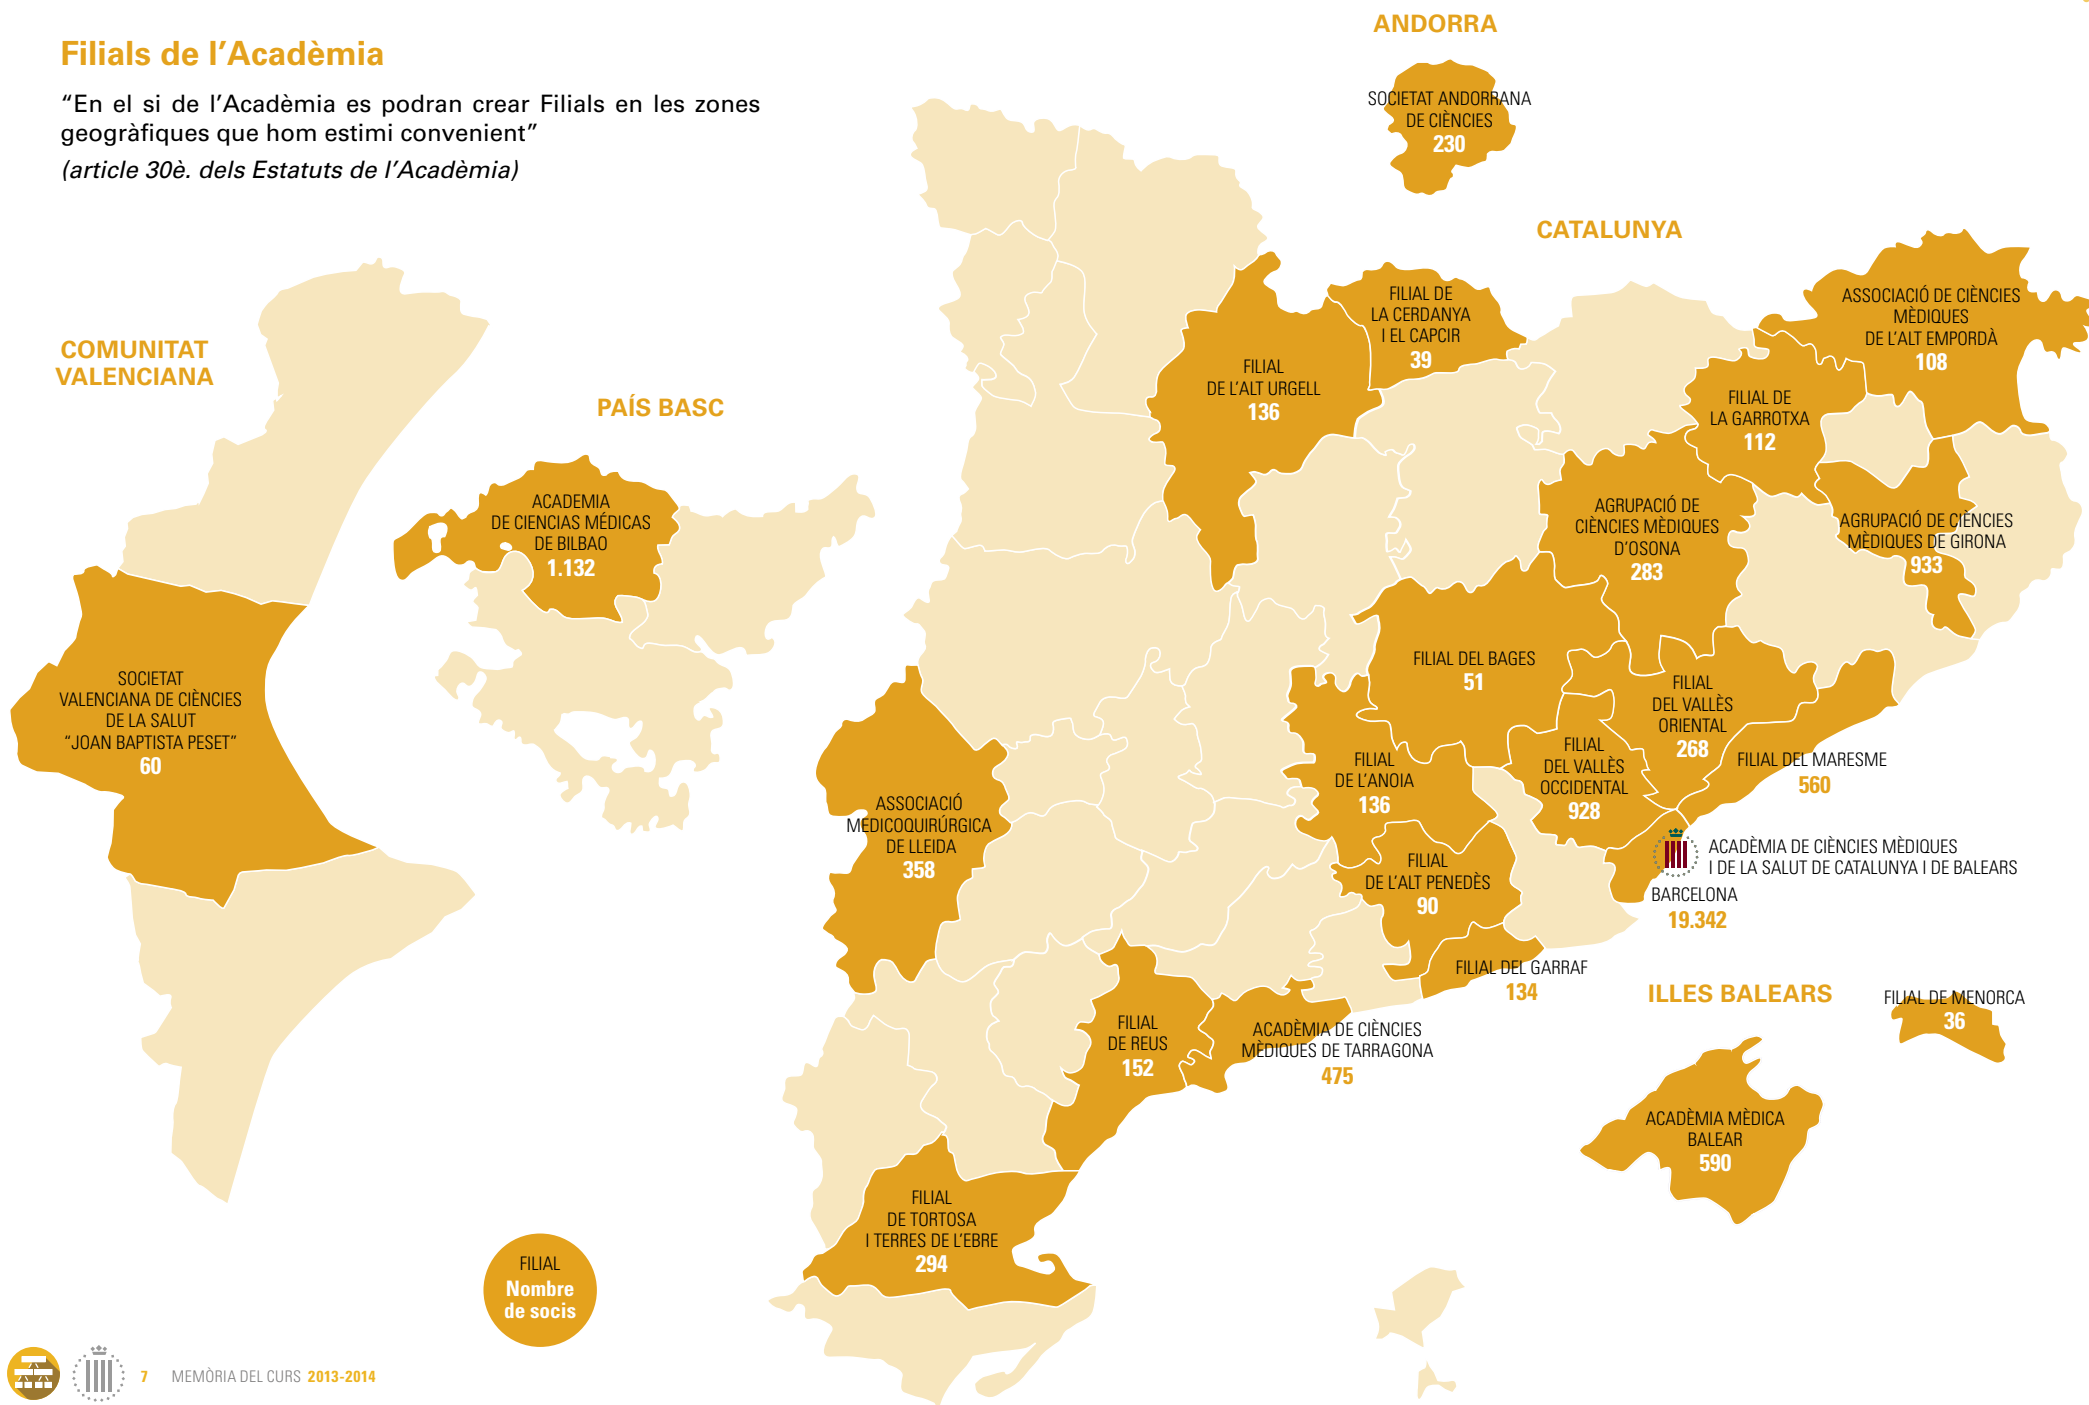 Filials de l’Acadèmia
“En el si de l’Acadèmia es podran crear Filials en les zones
geogràfiques que hom estimi convenient”
(article 30è. dels Estatuts de l’Acadèmia)
ANDORRA
SOCIETAT ANDORRANA
DE CIÈNCIES
230
COMUNITAT
VALENCIANA
SOCIETAT
VALENCIANA DE CIÈNCIES
DE LA SALUT
“JOAN BAPTISTA PESET”
60
PAÍS BASC
ACADEMIA
DE CIENCIAS MÉDICAS
DE BILBAO
1.132
CATALUNYA
FILIAL
DE L’ALT URGELL
136
FILIAL DE
LA CERDANYA
I EL CAPCIR
39
ASSOCIACIÓ DE CIÈNCIES
MÈDIQUES
DE L’ALT EMPORDÀ
108
FILIAL DE
LA GARROTXA
112
AGRUPACIÓ DE
CIÈNCIES MÈDIQUES
D’OSONA
283
AGRUPACIÓ DE CIÈNCIES
MÈDIQUES DE GIRONA
933
FILIAL DEL BAGES
51
FILIAL
DEL VALLÈS
ORIENTAL
268
FILIAL
DEL VALLÈS
OCCIDENTAL
928
FILIAL DEL MARESME
560
FILIAL
DE L’ANOIA
136
ASSOCIACIÓ
MEDICOQUIRÚRGICA
DE LLEIDA
358
FILIAL
DE L’ALT PENEDÈS
90
ACADÈMIA DE CIÈNCIES MÈDIQUES
I DE LA SALUT DE CATALUNYA I DE BALEARS
BARCELONA
19.342
FILIAL DEL GARRAF
134
FILIAL
DE REUS
152
ACADÈMIA DE CIÈNCIES
MÈDIQUES DE TARRAGONA
475
FILIAL
DE TORTOSA
I TERRES DE L’EBRE
294
ILLES BALEARS
FILIAL DE MENORCA
36
ACADÈMIA MÈDICA
BALEAR
590
FILIAL
Nombre
de socis
7 MEMÒRIA DEL CURS 2013-2014